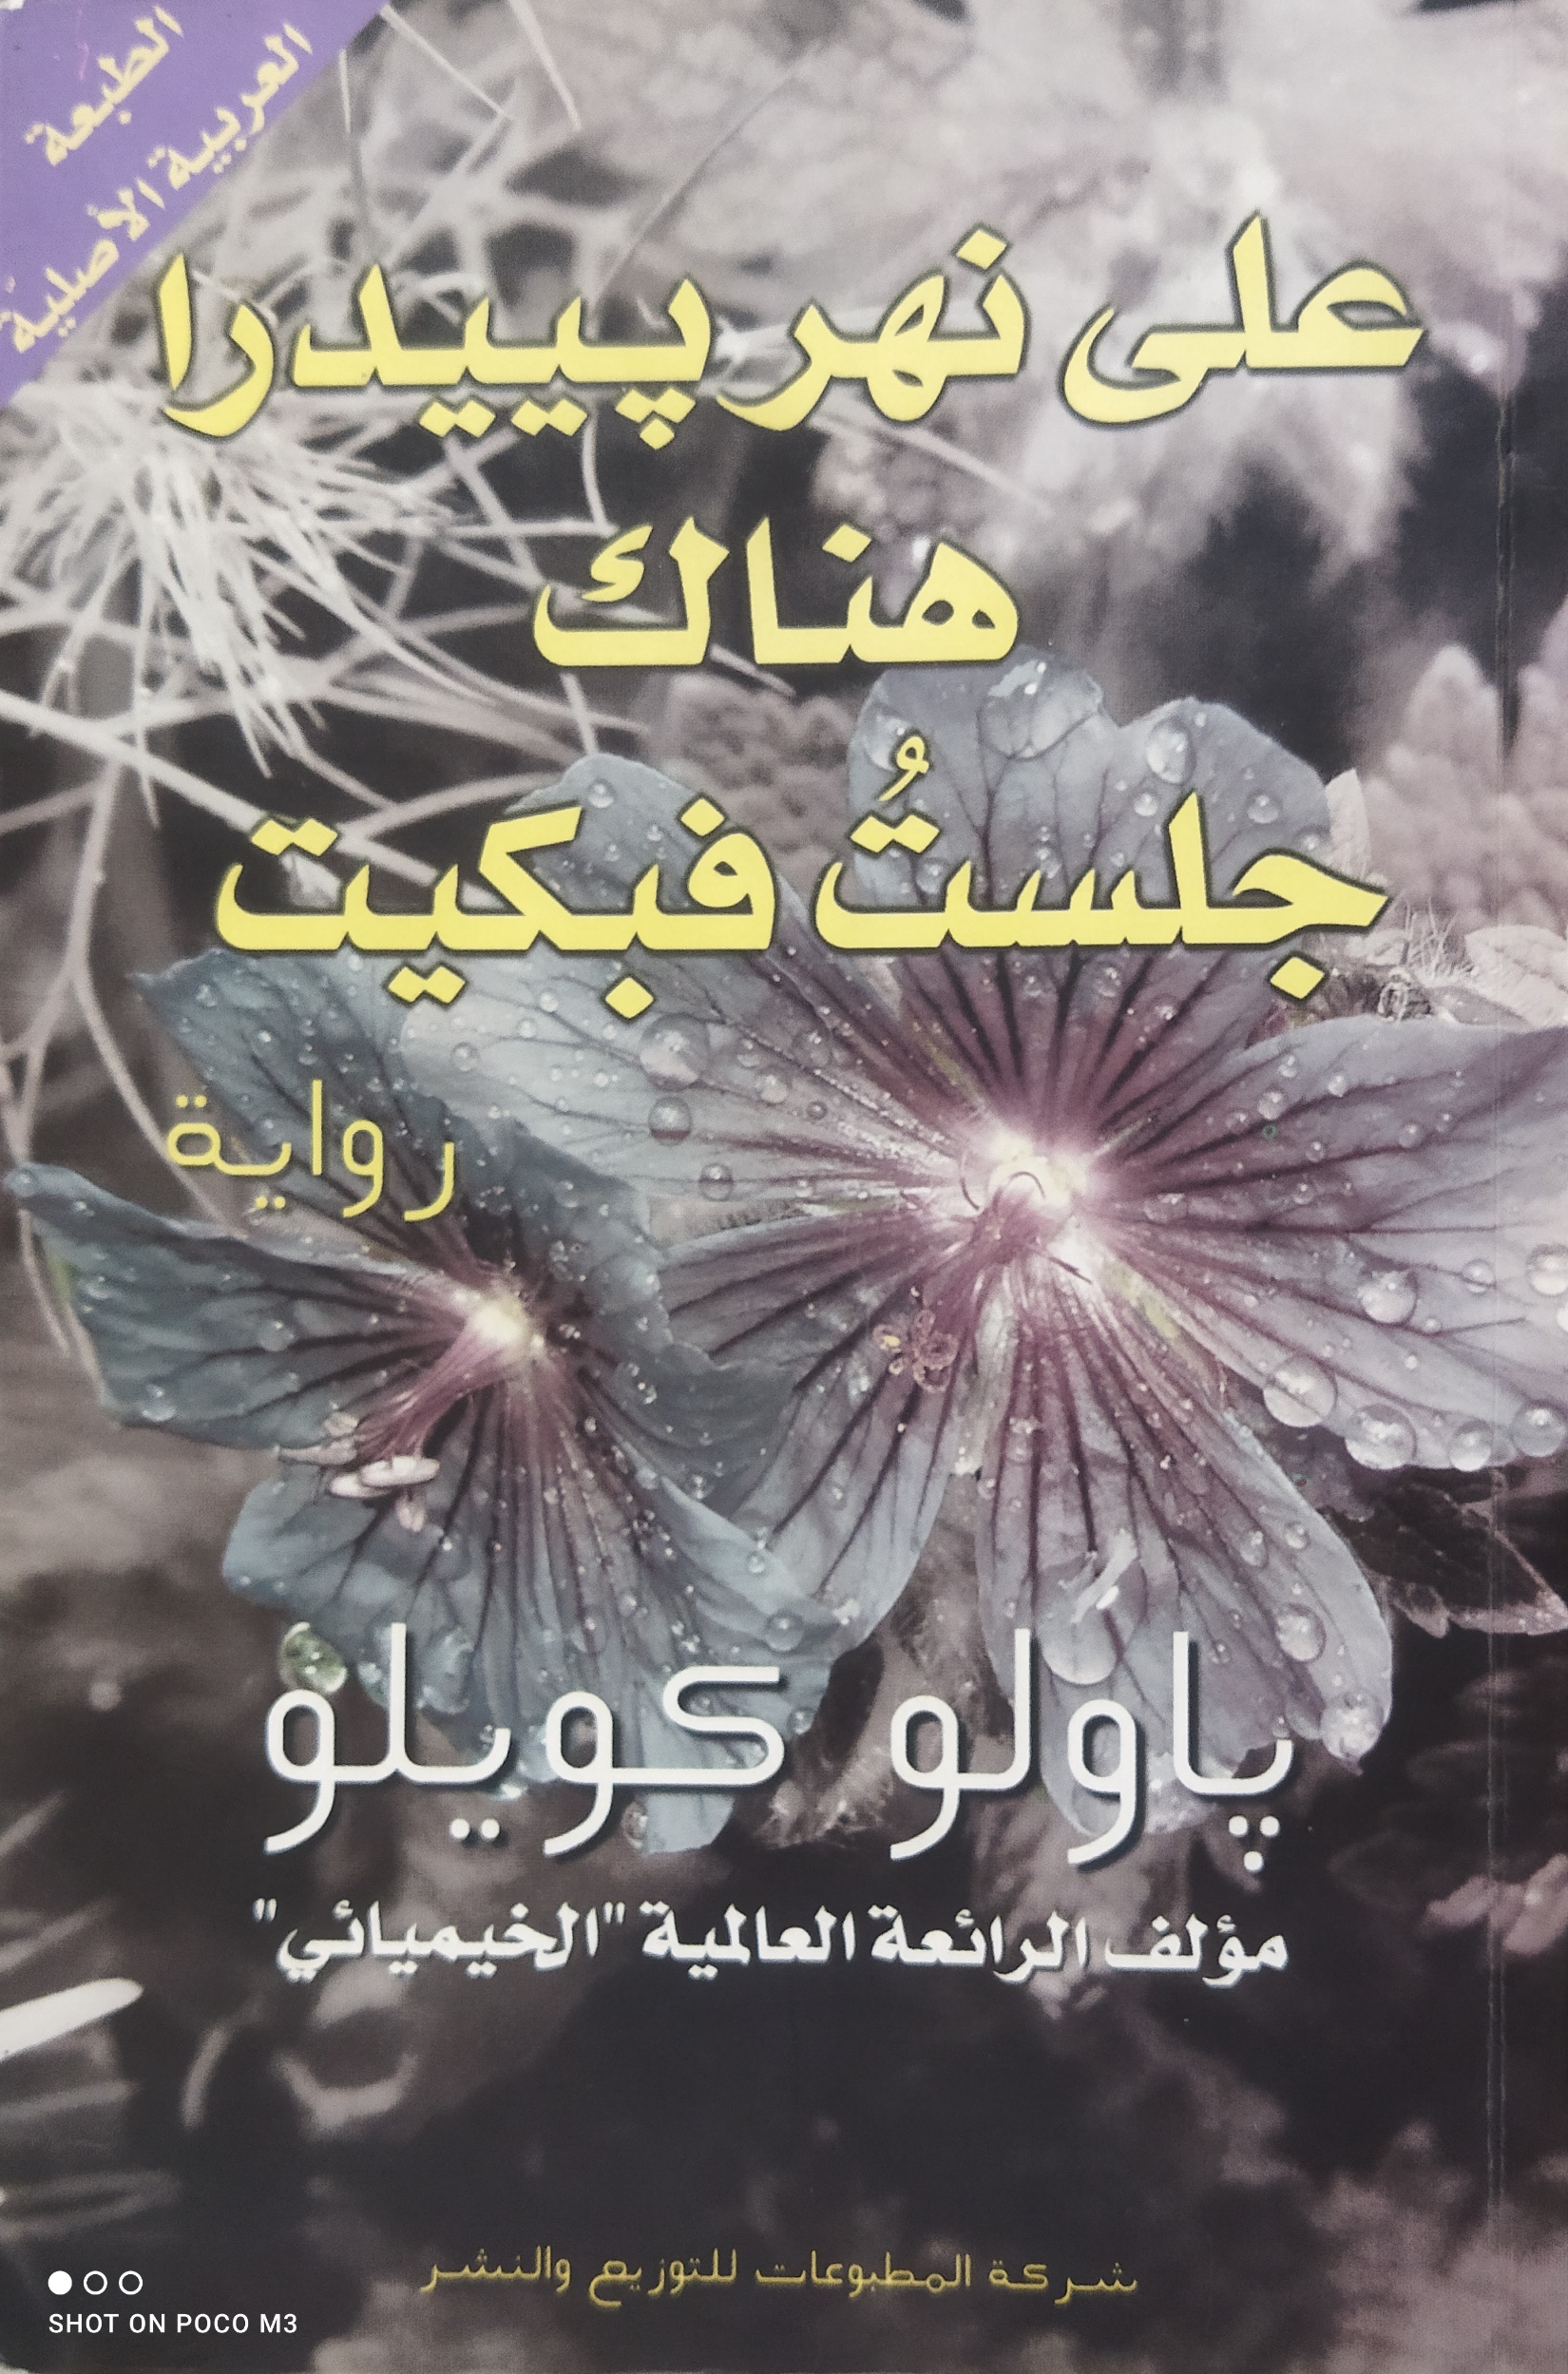 الطبعة
العربية الأصلية
على نهر پييدرا
هناك
جلستُ فبكيت
رواية
پاولو كويلو
مؤلف الرائعة العالمية "الخيميائي"
شركة المطبوعات للتوزيع والنشر
SHOT ON POCO M3